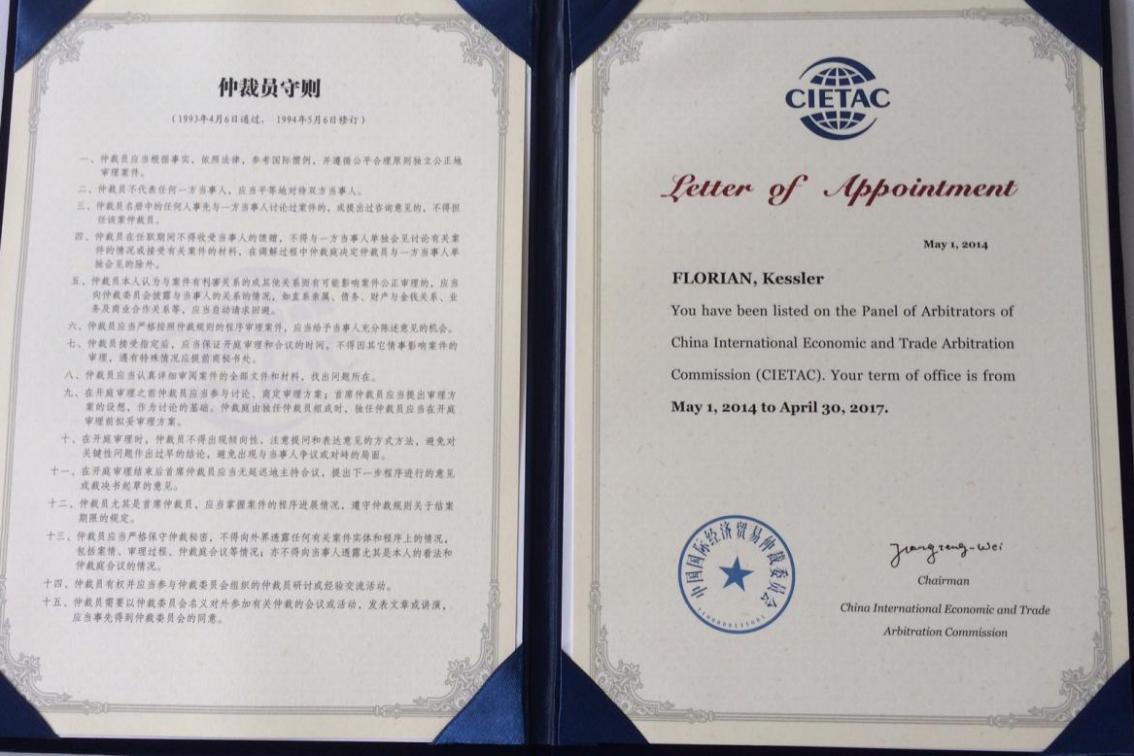 仲裁员守则
（1993年4月6日通过， 1994年5月6日修订）
一、仲裁员应当根据事实，依照法律，参考国际惯例，并遵循公平合理原则独立公正地
审理案件。
二、仲裁员不代表任何一方当事人，应当平等地对待双方当事人。
三、仲裁员名册中的任何人事先与一方当事人讨论过案件的，或提出过咨询意见的，不得担
任该案仲裁员。
四、仲裁员在任职期间不得收受当事人的馈赠，不得与一方当事人单独会见讨论有关案
件的情况或接受有关案件的材料，在调解过程中仲裁庭决定仲裁员与一方当事人单
独会见的除外。
五、仲裁员本人认为与案件有利害关系的或其他关系而有可能影响案件公正审理的，应当
向仲裁委员会披露与当事人的关系的情况，如直系亲属、债务、财产与金钱关系、业
务及商业合作关系等，应当自动请求回避。
六、仲裁员应当严格按照仲裁规则的程序审理案件，应当给予当事人充分陈述意见的机会。
七、仲裁员接受指定后，应当保证开庭审理和合议的时间，不得因其它情事影响案件的
审理，遇有特殊情况应提前商秘书处。
八、仲裁员应当认真详细审阅案件的全部文件和材料，找出问题所在。
九、在开庭审理之前仲裁员应当参与讨论、商定审理方案；首席仲裁员应当提出审理方
案的设想，作为讨论的基础。仲裁庭由独任仲裁员组成时，独任仲裁员应当在开庭
审理前拟妥审理方案。
十、在开庭审理时，仲裁员不得出现倾向性，注意提问和表达意见的方式方法，避免对
关键性问题作出过早的结论，避免出现与当事人争议或对峙的局面。
十一、在开庭审理结束后首席仲裁员应当无延迟地主持合议，提出下一步程序进行的意见
或裁决书起草的意见。
十二、仲裁员尤其是首席仲裁员，应当掌握案件的程序进展情况，遵守仲裁规则关于结案
期限的规定。
十三、仲裁员应当严格保守仲裁秘密，不得向外界透露任何有关案件实体和程序上的情况，
包括案情、审理过程、仲裁庭合议等情况；亦不得向当事人透露尤其是本人的看法和
仲裁庭合议的情况。
十四、仲裁员有权并应当参与仲裁委员会组织的仲裁员研讨或经验交流活动。
十五、仲裁员需要以仲裁委员会名义对外参加有关仲裁的会议或活动，发表文章或讲演，
应当事先得到仲裁委员会的同意。
CIETAC
Letter of Appointment
May 1, 2014
FLORIAN, Kessler
You have been listed on the Panel of Arbitrators of
China International Economic and Trade Arbitration
Commission (CIETAC). Your term of office is from
May 1, 2014 to April 30, 2017.
中国国际经济贸易仲裁委员会
Chairman
China International Economic and Trade
Arbitration Commission